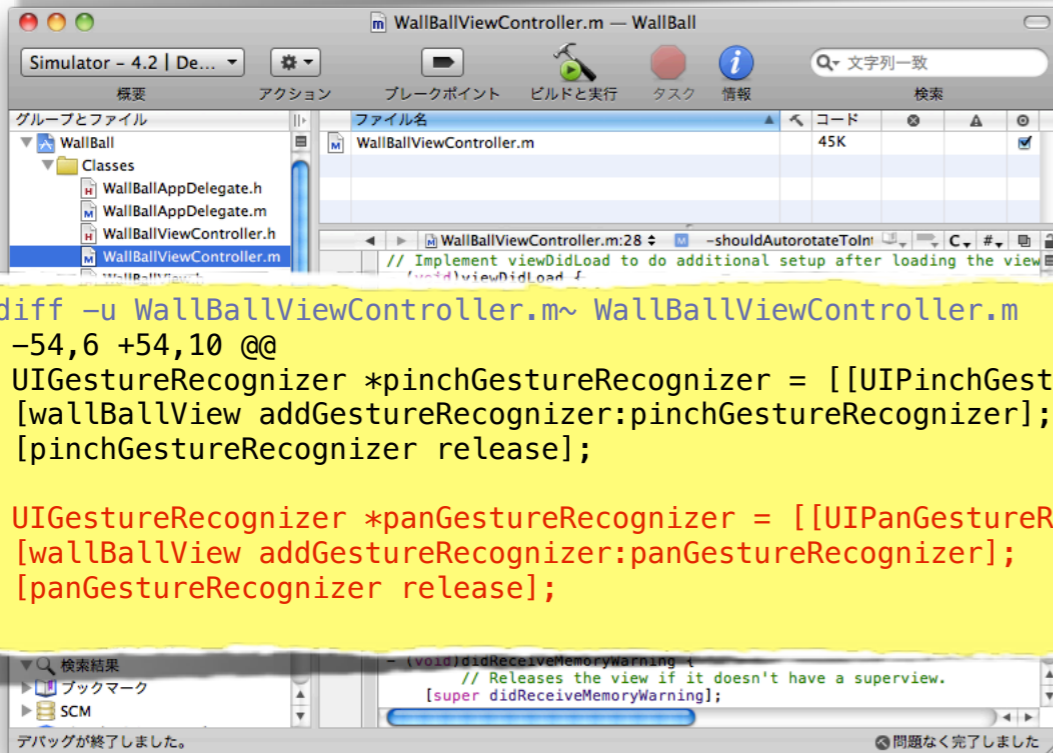 WallBallViewController.m — WallBall
Simulator – 4.2 | De...
文字列一致
概要
アクション
ブレークポイント
ビルドと実行
タスク
情報
検索
グループとファイル
ファイル名
コード
WallBall
WallBallViewController.m
45K
Classes
WallBallAppDelegate.h
WallBallAppDelegate.m
WallBallViewController.h
WallBallViewController.m
WallBallViewController.m:28
-shouldAutorotateToInt
C
#
// Implement viewDidLoad to do additional setup after loading the view
(void)viewDidLoad {
diff -u WallBallViewController.m~ WallBallViewController.m
-54,6 +54,10 @@
UIGestureRecognizer *pinchGestureRecognizer = [[UIPinchGest
[wallBallView addGestureRecognizer:pinchGestureRecognizer];
[pinchGestureRecognizer release];
UIGestureRecognizer *panGestureRecognizer = [[UIPanGestureR
[wallBallView addGestureRecognizer:panGestureRecognizer];
[panGestureRecognizer release];
検索結果
ブックマーク
SCM
- (void)didReceiveMemoryWarning {
// Releases the view if it doesn't have a superview.
[super didReceiveMemoryWarning];
デバッグが終了しました。
問題なく完了しました